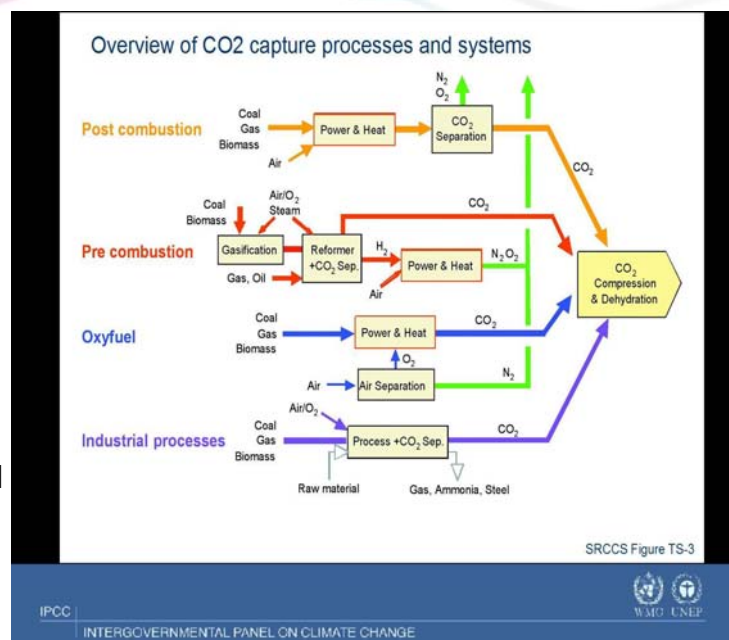 Overview of CO2 capture processes and systems
N2
O2
Post combustion
Coal
Gas
Biomass
Air
Power & Heat
CO2
Separation
CO2
Pre combustion
Coal
Biomass
Air/O2
Steam
Gasification
Gas, Oil
Reformer
+CO2 Sep.
CO2
H2
Air
Power & Heat
N2 O2
CO2
Compression
& Dehydration
Oxyfuel
Coal
Gas
Biomass
Power & Heat
CO2
O2
Air
Air Separation
N2
Industrial processes
Coal
Gas
Biomass
Air/O2
Process +CO2 Sep.
CO2
Raw material
Gas, Ammonia, Steel
SRCCS Figure TS-3
IPCC
INTERGOVERNMENTAL PANEL ON CLIMATE CHANGE
WMO UNEP